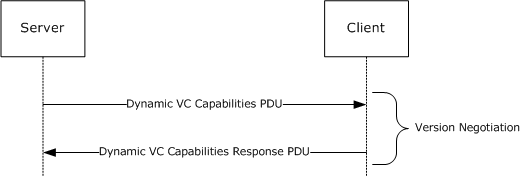 Server
Client
Dynamic VC Capabilities PDU
Version Negotiation
Dynamic VC Capabilities Response PDU